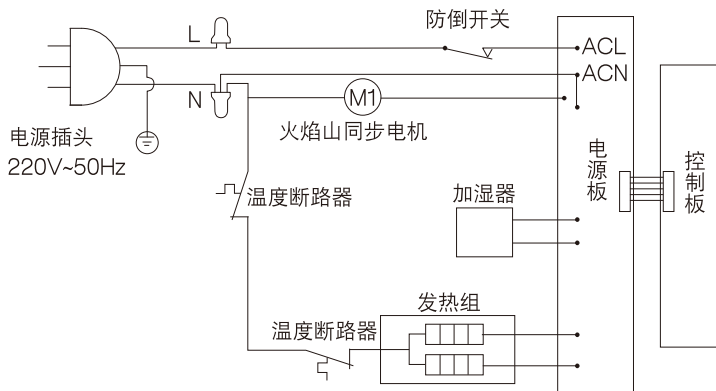 防倒开关
L
ACL
ACN
N
M1
电源插头
220V~50Hz
火焰山同步电机
电源板
控制板
温度断路器
加湿器
发热组
温度断路器